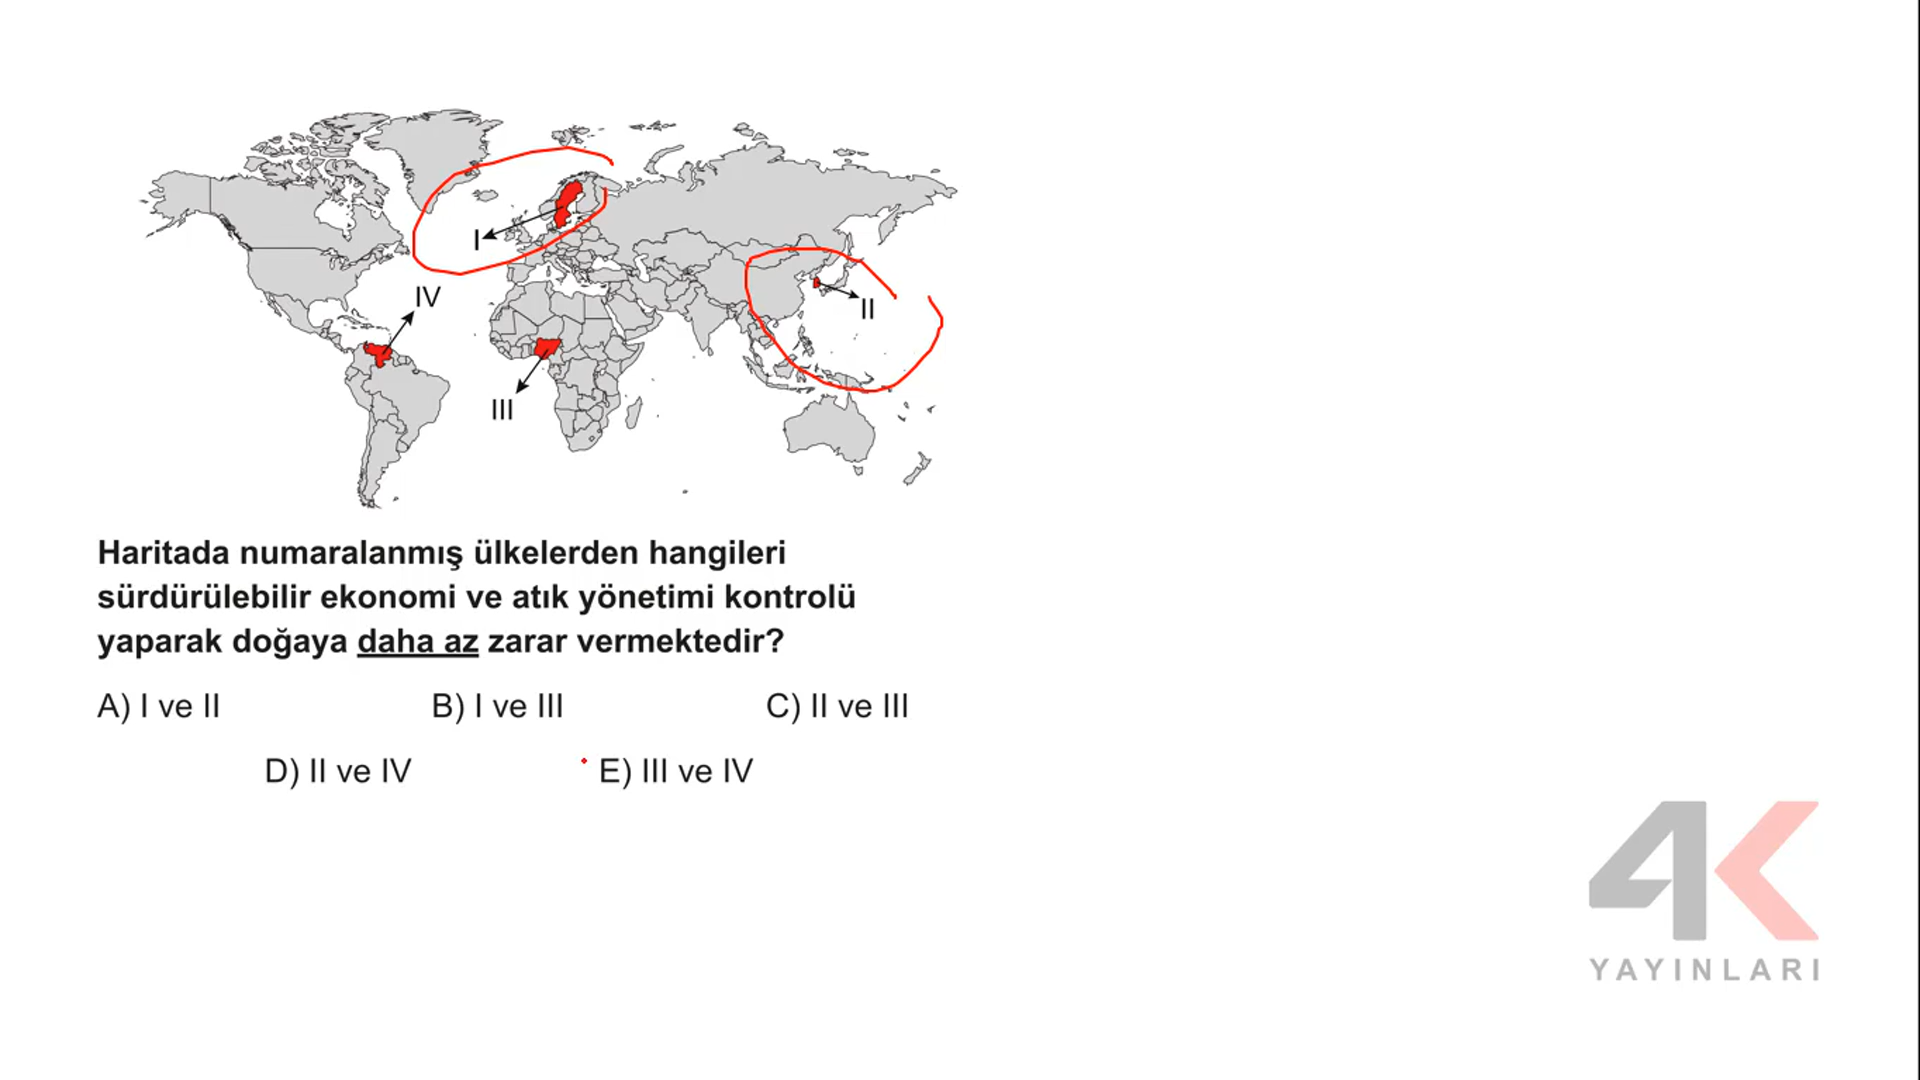 I
IV
II
III
Haritada numaralanmış ülkelerden hangileri
sürdürülebilir ekonomi ve atık yönetimi kontrolü
yaparak doğaya daha az zarar vermektedir?
A) I ve II B) I ve III C) II ve III
D) II ve IV E) III ve IV
4K
YAYINLARI